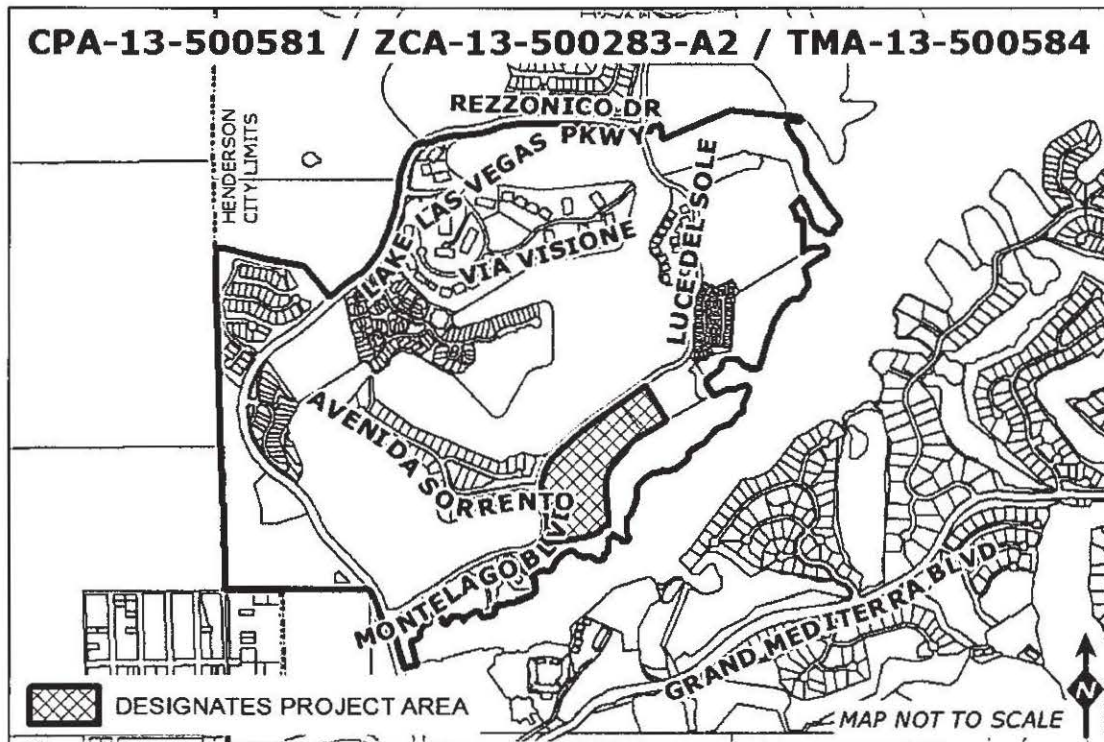 CPA-13-500581 / ZCA-13-500283-A2 / TMA-13-500584
REZZONICO DR
HENDERSON
CITY LIMITS
LAKE LAS VEGAS PKWY
VIA VISIONE
LUCE DEL SOLE
AVENIDA SORRENTO
MONTELAGO BLVD
GRAND MEDITERRA BLVD
DESIGNATES PROJECT AREA
MAP NOT TO SCALE
N